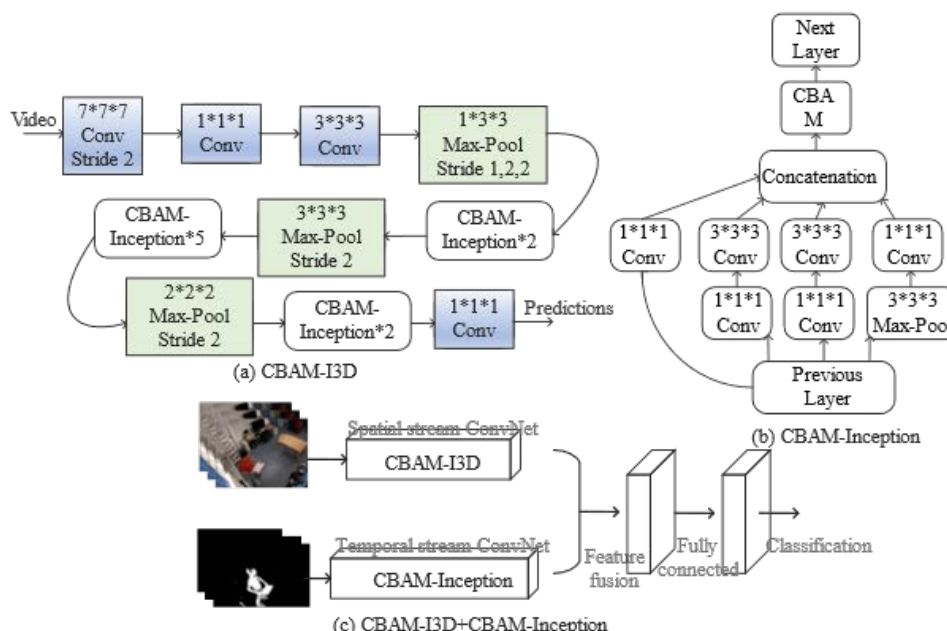 Video
7*7*7
Conv
Stride 2
1*1*1
Conv
3*3*3
Conv
1*3*3
Max-Pool
Stride 1,2,2
CBAM-
Inception*5
3*3*3
Max-Pool
Stride 2
CBAM-
Inception*2
2*2*2
Max-Pool
Stride 2
CBAM-
Inception*2
1*1*1
Conv
Predictions
(a) CBAM-I3D
Next
Layer
CBA
M
Concatenation
1*1*1
Conv
3*3*3
Conv
3*3*3
Conv
1*1*1
Conv
1*1*1
Conv
1*1*1
Conv
3*3*3
Max-Pool
Previous
Layer
(b) CBAM-Inception
Spatial stream ConvNet
CBAM-I3D
Temporal stream ConvNet
CBAM-Inception
Feature
fusion
Fully
connected
Classification
(c) CBAM-I3D+CBAM-Inception